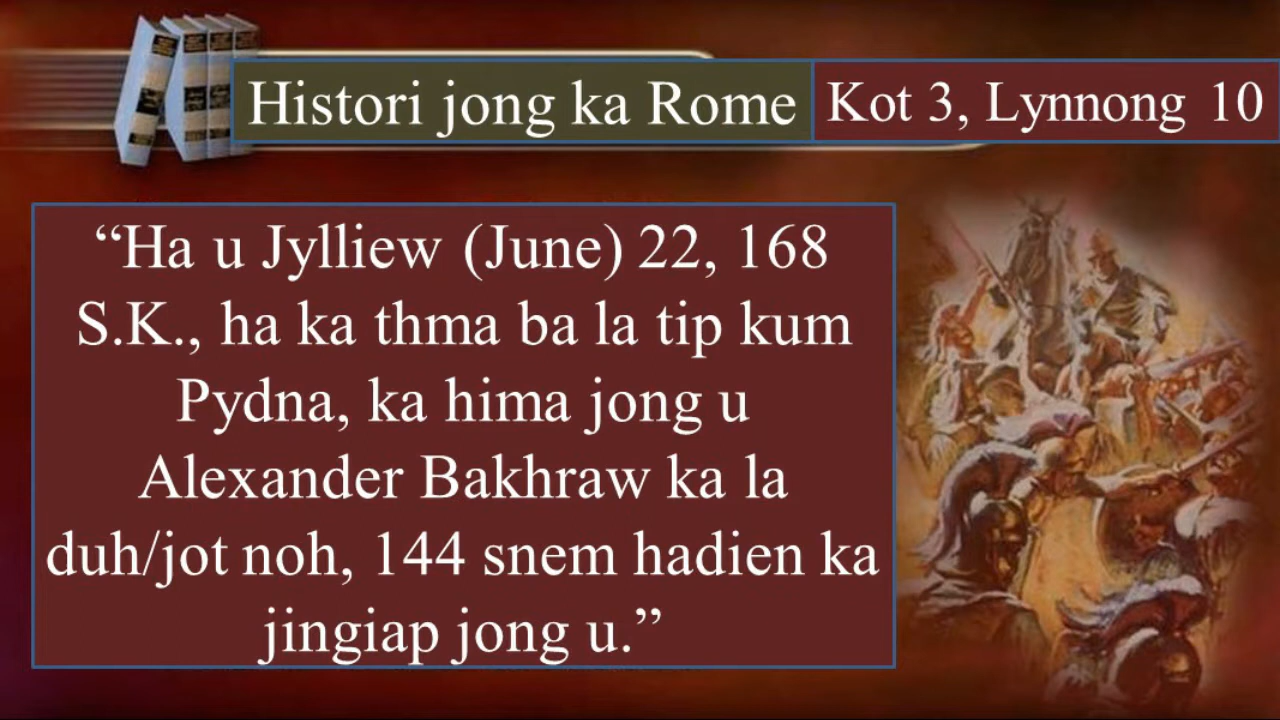 Histori jong ka Rome
Kot 3, Lynnong 10
“Ha u Jylliew (June) 22, 168
S.K., ha ka thma ba la tip kum
Pydna, ka hima jong u
Alexander Bakhraw ka la
duh/jot noh, 144 snem hadien ka
jingiap jong u.”